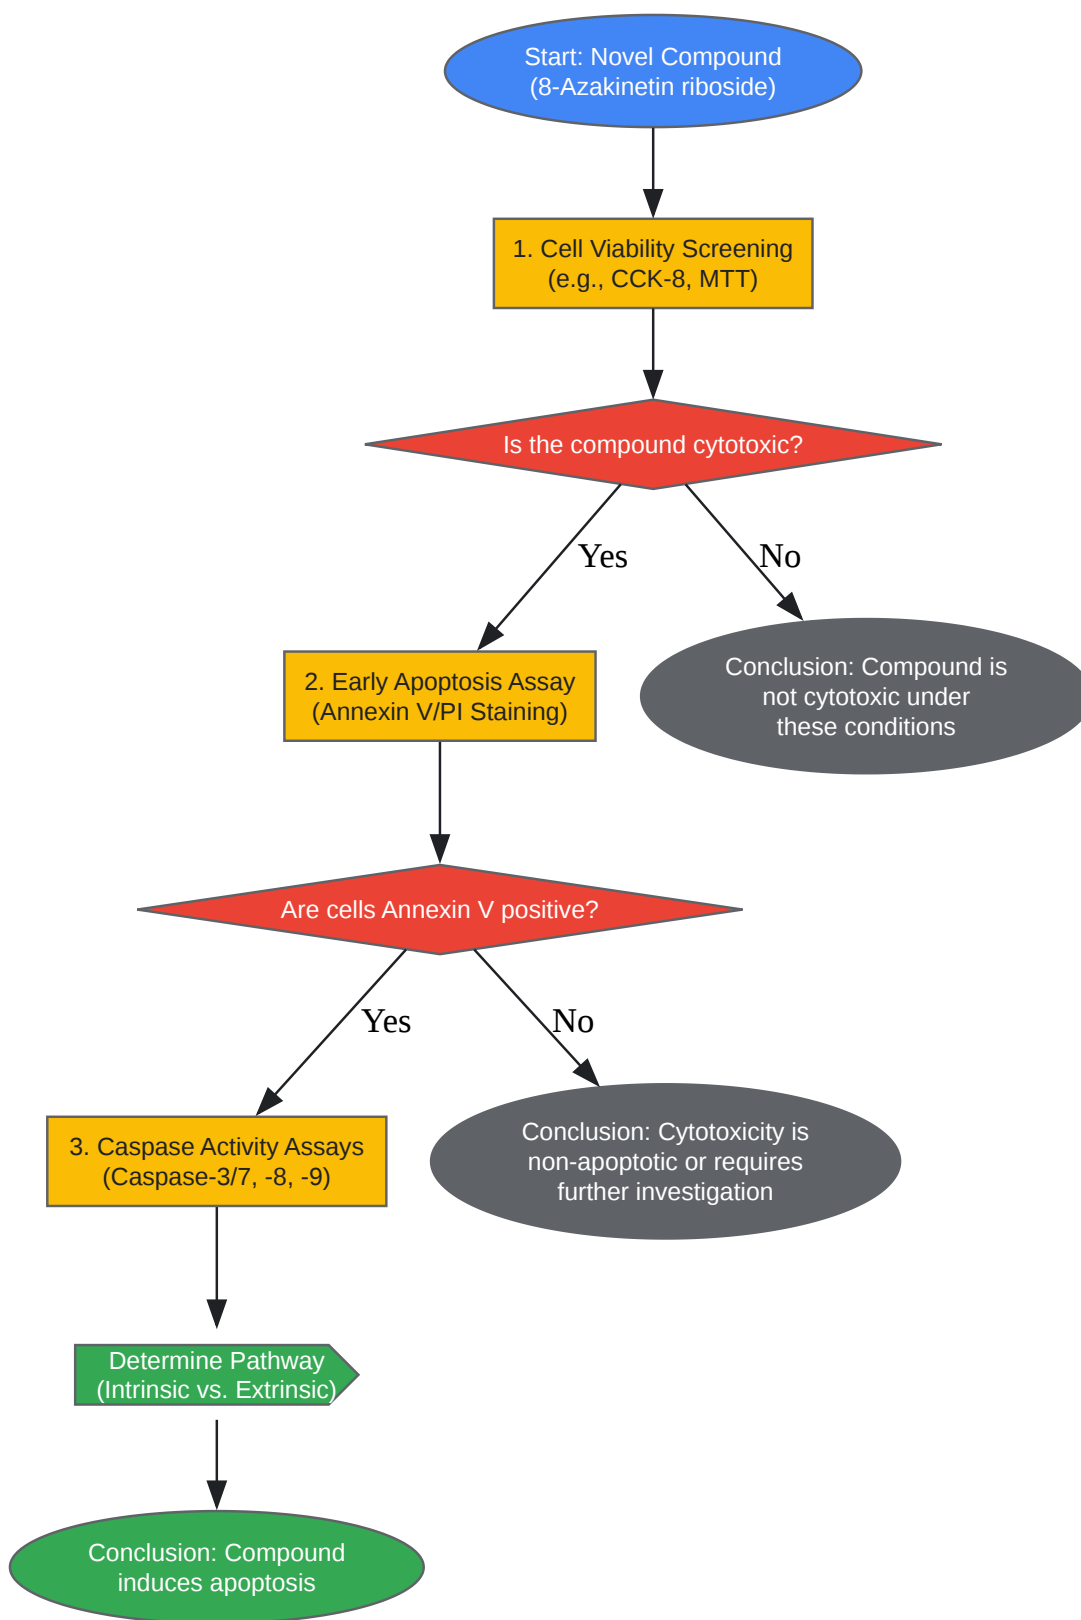 Start: Novel Compound
(8-Azakinetin riboside)
1. Cell Viability Screening
(e.g., CCK-8, MTT)
Is the compound cytotoxic?
Yes
No
2. Early Apoptosis Assay
(Annexin V/PI Staining)
Conclusion: Compound is
not cytotoxic under
these conditions
Are cells Annexin V positive?
Yes
No
3. Caspase Activity Assays
(Caspase-3/7, -8, -9)
Conclusion: Cytotoxicity is
non-apoptotic or requires
further investigation
Determine Pathway
(Intrinsic vs. Extrinsic)
Conclusion: Compound
induces apoptosis